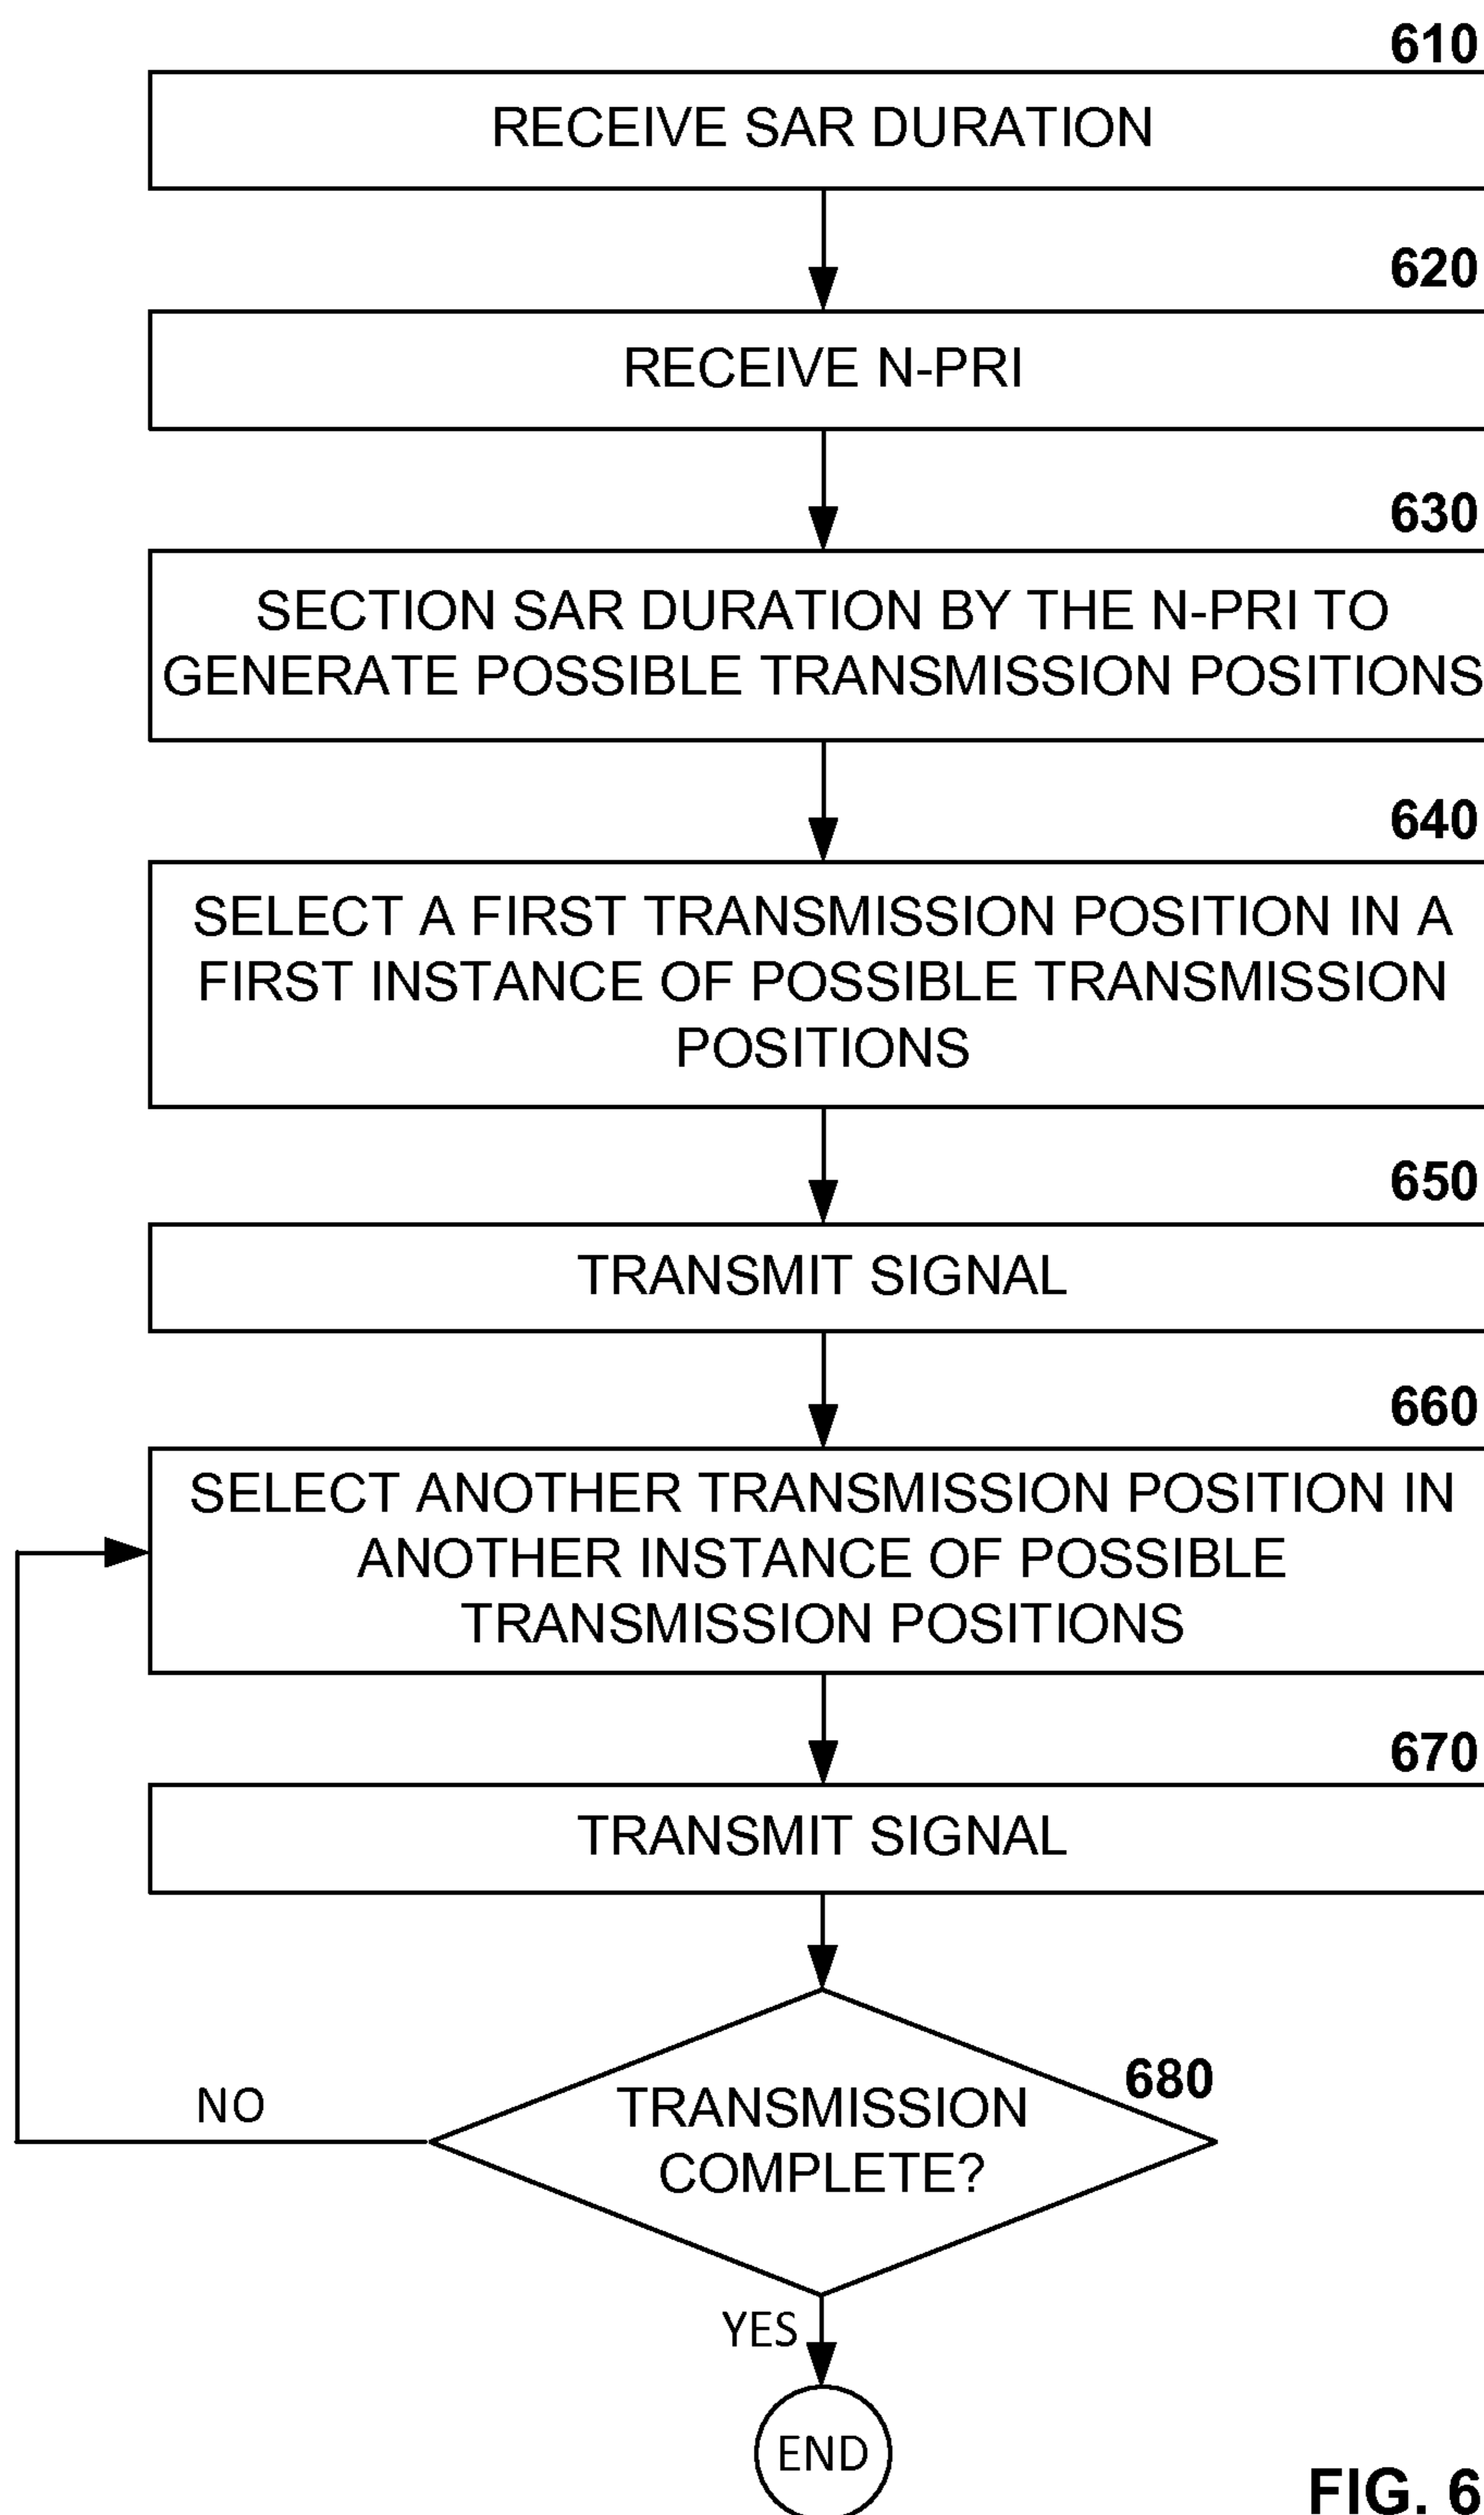 610
RECEIVE SAR DURATION
620
RECEIVE N-PRI
630
SECTION SAR DURATION BY THE N-PRI TO
GENERATE POSSIBLE TRANSMISSION POSITIONS
640
SELECT A FIRST TRANSMISSION POSITION IN A
FIRST INSTANCE OF POSSIBLE TRANSMISSION
POSITIONS
650
TRANSMIT SIGNAL
660
SELECT ANOTHER TRANSMISSION POSITION IN
ANOTHER INSTANCE OF POSSIBLE
TRANSMISSION POSITIONS
670
TRANSMIT SIGNAL
680
TRANSMISSION
COMPLETE?
NO
YES
END
FIG. 6